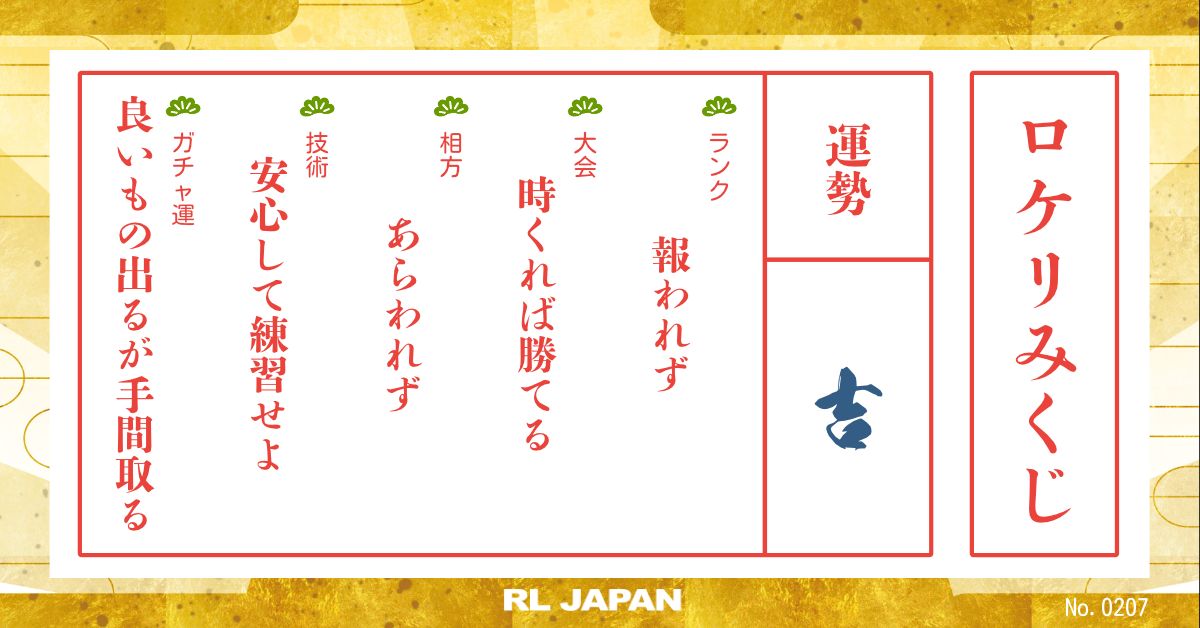 ロケリみくじ
運勢
吉
ランク
報われず
大会
時くれば勝てる
相方
あらわれず
技術
安心して練習せよ
ガチャ運
良いもの出るが手間取る
RL JAPAN
No. 0207